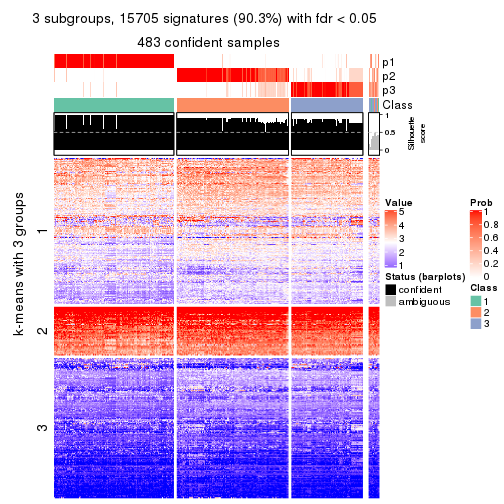 3 subgroups, 15705 signatures (90.3%) with fdr < 0.05
483 confident samples
p1
p2
p3
Class
1
0.5
0
Silhouette
score
k-means with 3 groups
1
2
3
Value
5
4
3
2
1
Status (barplots)
confident
ambiguous
Prob
1
0.8
0.6
0.4
0.2
0
Class
1
2
3